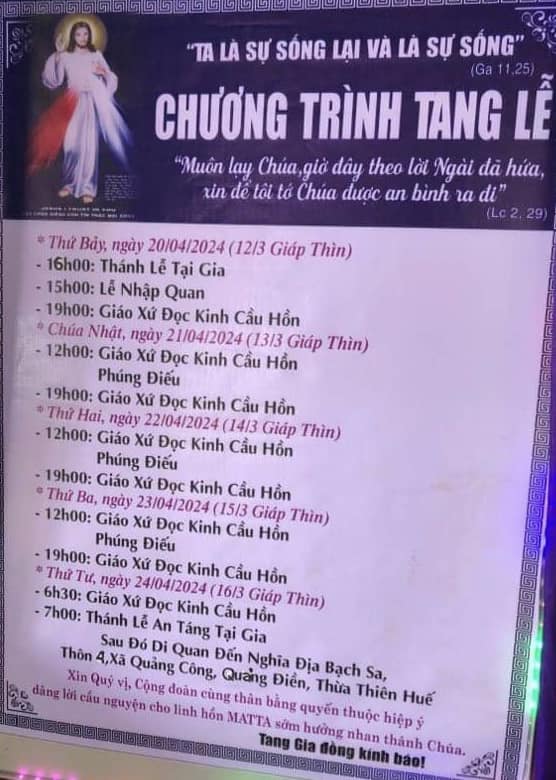 "TA LÀ SỰ SỐNG LẠI VÀ LÀ SỰ SỐNG"
(Ga 11,25)
CHƯƠNG TRÌNH TANG LỄ
"Muôn lạy Chúa,giờ đây theo lời Ngài đã hứa,
xin để tôi tớ Chúa được an bình ra đi"
(Lc 2, 29)
* Thứ Bảy, ngày 20/04/2024 (12/3 Giáp Thìn)
- 16h00: Thánh Lễ Tại Gia
- 15h00: Lễ Nhập Quan
- 19h00: Giáo Xứ Đọc Kinh Cầu Hồn
* Chúa Nhật, ngày 21/04/2024 (13/3 Giáp Thìn)
- 12h00: Giáo Xứ Đọc Kinh Cầu Hồn
Phúng Điếu
- 19h00: Giáo Xứ Đọc Kinh Cầu Hồn
* Thứ Hai, ngày 22/04/2024 (14/3 Giáp Thìn)
- 12h00: Giáo Xứ Đọc Kinh Cầu Hồn
Phúng Điếu
- 19h00: Giáo Xứ Đọc Kinh Cầu Hồn
* Thứ Ba, ngày 23/04/2024 (15/3 Giáp Thìn)
- 12h00: Giáo Xứ Đọc Kinh Cầu Hồn
Phúng Điếu
- 19h00: Giáo Xứ Đọc Kinh Cầu Hồn
* Thứ Tư, ngày 24/04/2024 (16/3 Giáp Thìn)
- 6h30: Giáo Xứ Đọc Kinh Cầu Hồn
- 7h00: Thánh Lễ An Táng Tại Gia
Sau Đó Di Quan Đến Nghĩa Địa Bạch Sa,
Thôn 4,Xã Quảng Công, Quảng Điền, Thừa Thiên Huế
Xin Quý vị, Cộng đoàn cùng thân bằng quyến thuộc hiệp ý
dâng lời cầu nguyện cho linh hồn MATTA sớm hưởng nhan thánh Chúa.
Tang Gia đồng kính báo!